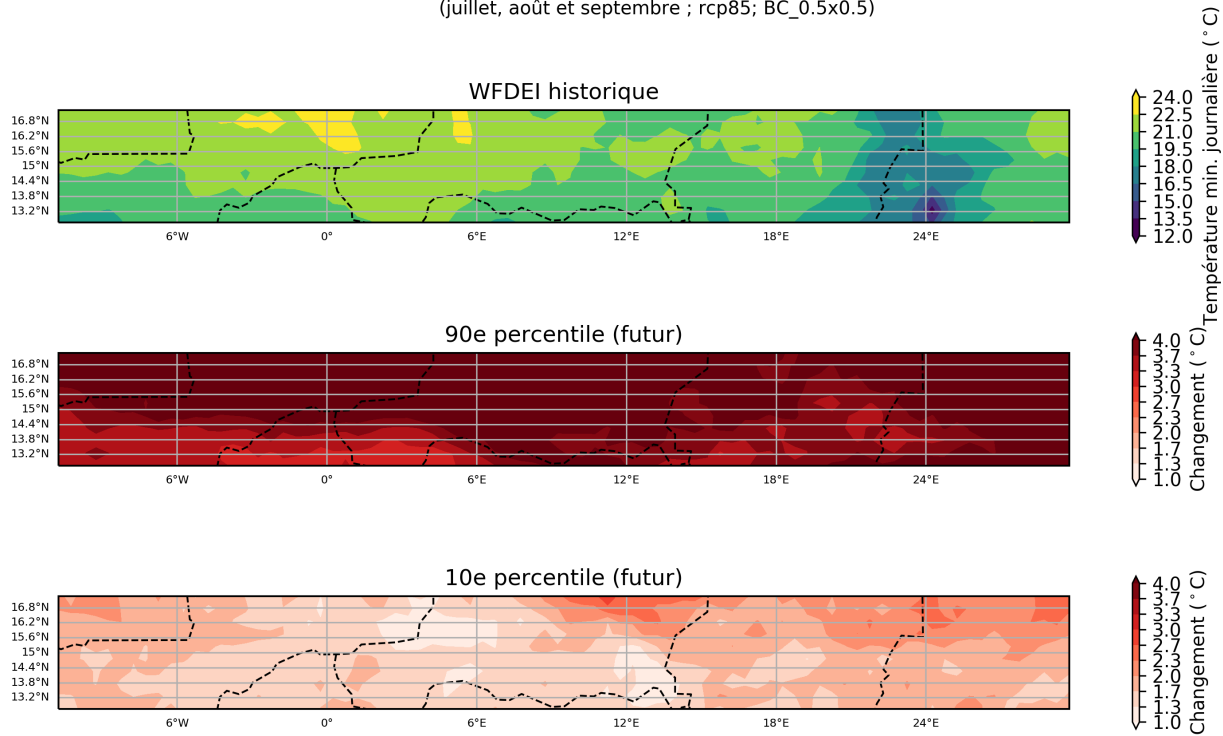 (juillet, août et septembre ; rcp85; BC_0.5x0.5)
WFDEI historique
16.8°N
16.2°N
15.6°N
15°N
14.4°N
13.8°N
13.2°N
6°W 0° 6°E 12°E 18°E 24°E
24.0
22.5
21.0
19.5
18.0
16.5
15.0
13.5
12.0
Température min. journalière (°C)
90e percentile (futur)
16.8°N
16.2°N
15.6°N
15°N
14.4°N
13.8°N
13.2°N
6°W 0° 6°E 12°E 18°E 24°E
4.0
3.7
3.3
3.0
2.7
2.3
2.0
1.7
1.3
1.0
Changement (°C)
10e percentile (futur)
16.8°N
16.2°N
15.6°N
15°N
14.4°N
13.8°N
13.2°N
6°W 0° 6°E 12°E 18°E 24°E
4.0
3.7
3.3
3.0
2.7
2.3
2.0
1.7
1.3
1.0
Changement (°C)